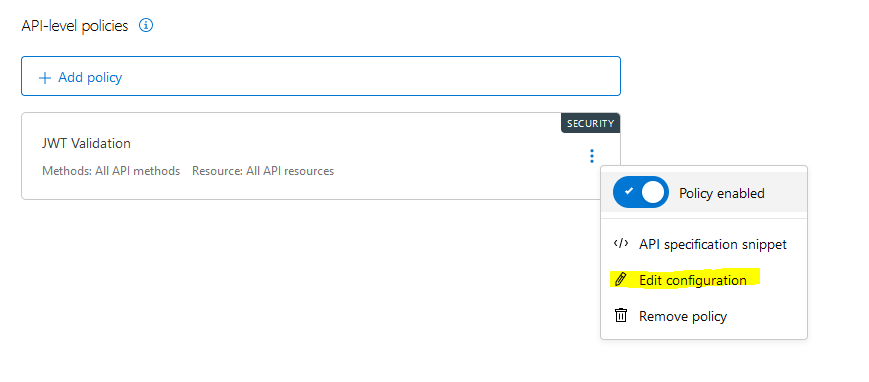 API-level policies
Add policy
SECURITY
JWT Validation
Methods: All API methods Resource: All API resources
Policy enabled
API specification snippet
Edit configuration
Remove policy